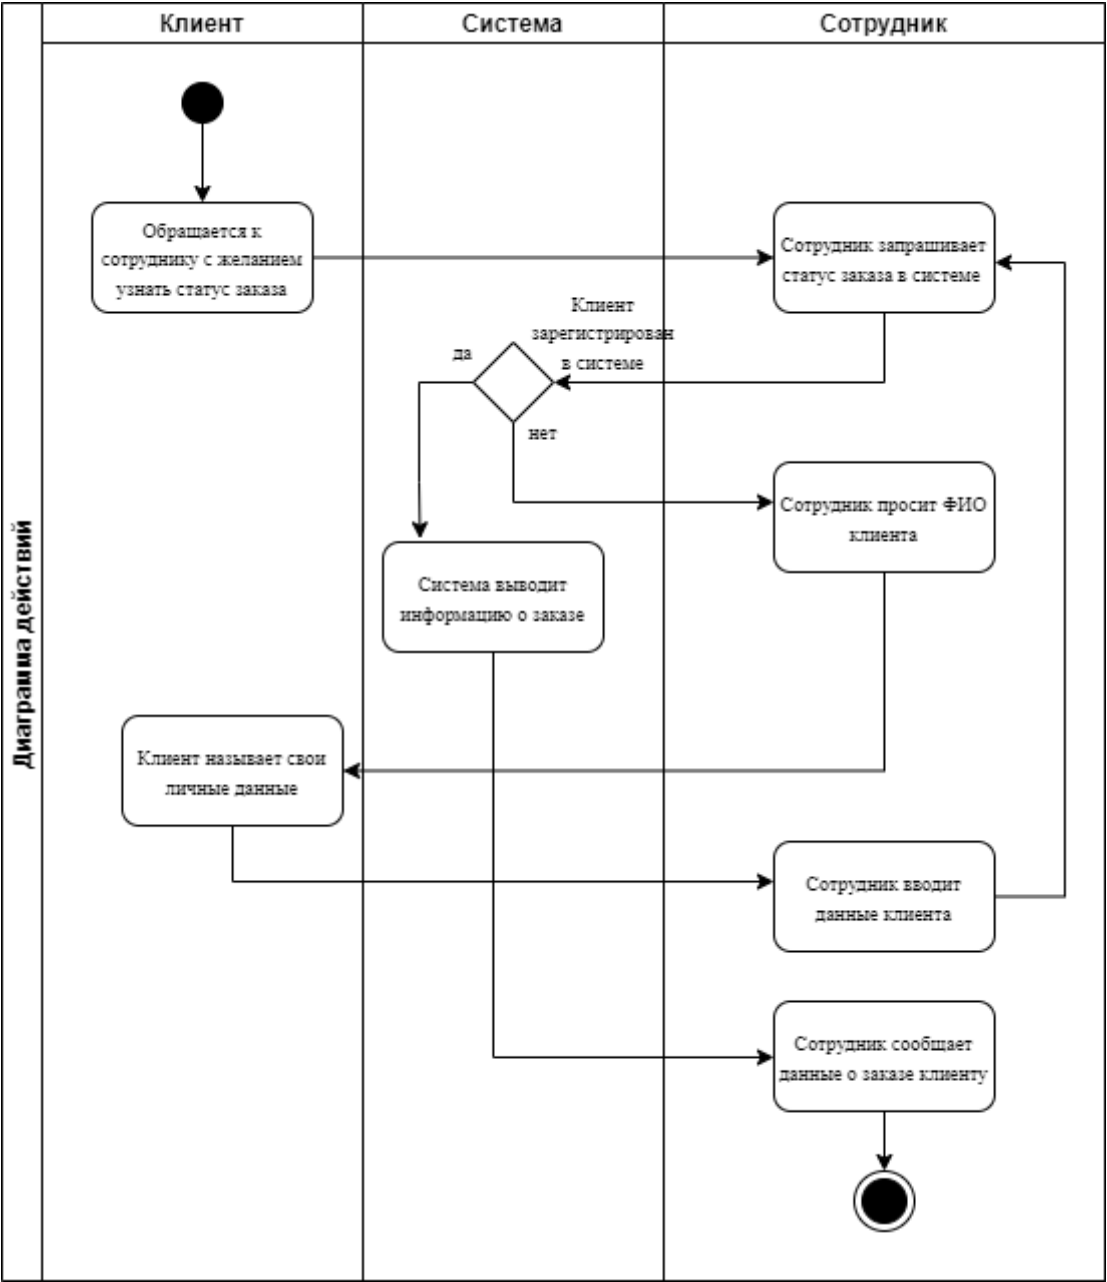 Клиент
Система
Сотрудник
Диаграмма действий
Обращается к
сотруднику с желанием
узнать статус заказа
Сотрудник запрашивает
статус заказа в системе
Клиент
зарегистрирован
в системе
да
нет
Сотрудник просит ФИО
клиента
Система выводит
информацию о заказе
Клиент называет свои
личные данные
Сотрудник вводит
данные клиента
Сотрудник сообщает
данные о заказе клиенту